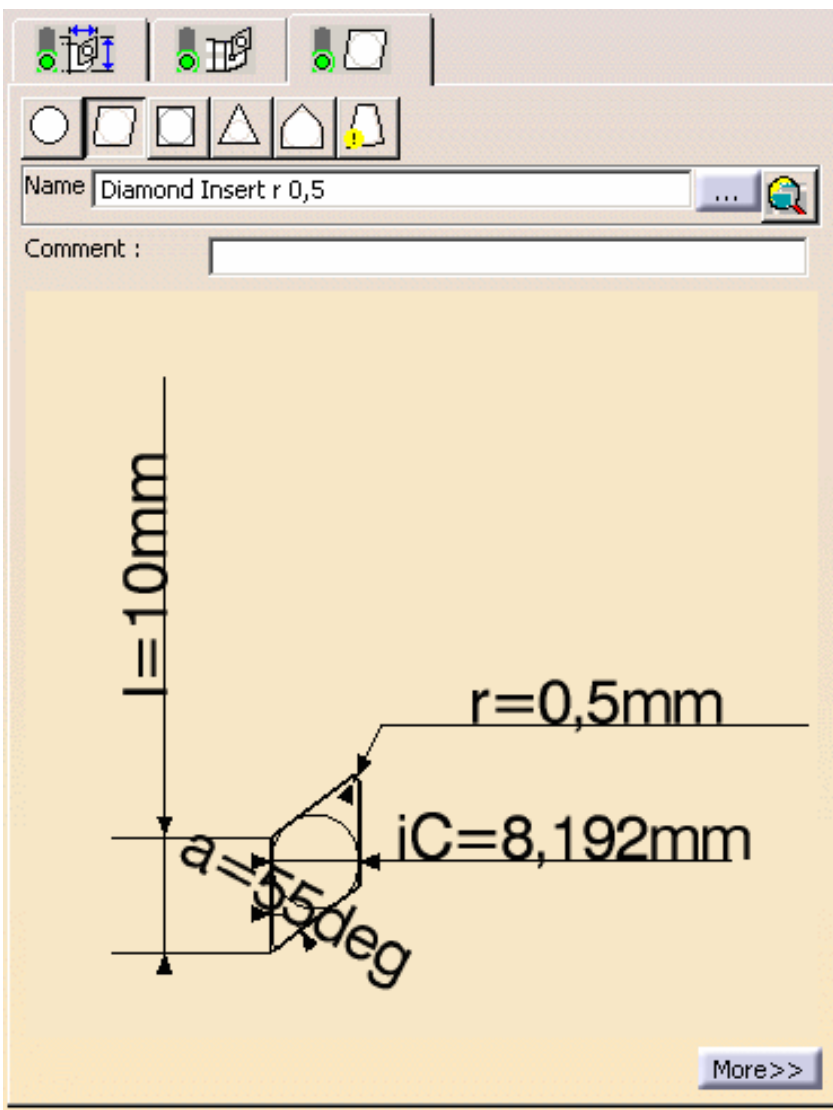 Name Diamond Insert r 0,5 ...
Comment :
l=10mm
r=0,5mm
iC=8,192mm
a=55deg
More>>